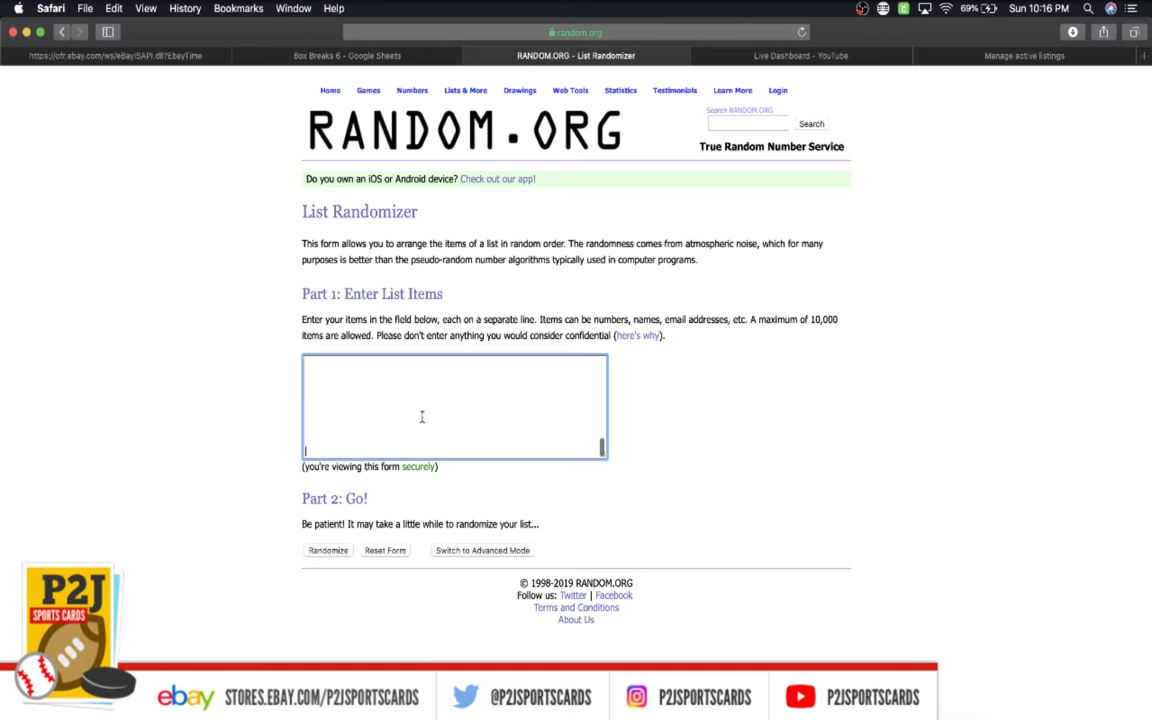 Safari File Edit View History Bookmarks Window Help 69% Sun 10:16 PM
random.org
https://ofr.ebay.com/ws/eBayISAPI.dll?EbayTime Box Breaks 6 - Google Sheets RANDOM.ORG - List Randomizer Live Dashboard - YouTube Manage active listings
Home Games Numbers Lists & More Drawings Web Tools Statistics Testimonials Learn More Login
Search RANDOM.ORG
RANDOM.ORG
Search
True Random Number Service
Do you own an iOS or Android device? Check out our app!
List Randomizer
This form allows you to arrange the items of a list in random order. The randomness comes from atmospheric noise, which for many
purposes is better than the pseudo-random number algorithms typically used in computer programs.
Part 1: Enter List Items
Enter your items in the field below, each on a separate line. Items can be numbers, names, email addresses, etc. A maximum of 10,000
items are allowed. Please don't enter anything you would consider confidential (here's why).
(you're viewing this form securely)
Part 2: Go!
Be patient! It may take a little while to randomize your list...
Randomize Reset Form Switch to Advanced Mode
© 1998-2019 RANDOM.ORG
Follow us: Twitter | Facebook
Terms and Conditions
About Us
P2J
SPORTS CARDS
ebay STORES.EBAY.COM/P2JSPORTSCARDS @P2JSPORTSCARDS P2JSPORTSCARDS P2JSPORTSCARDS